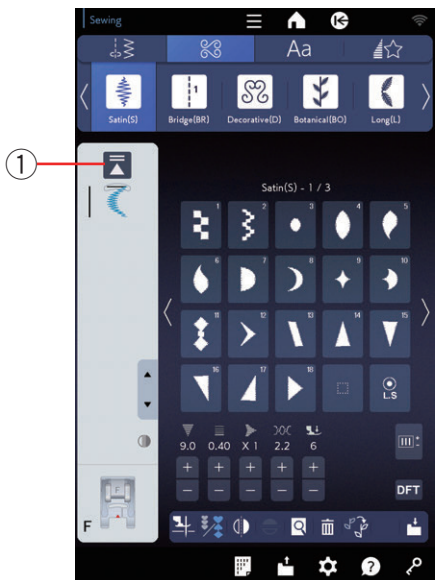 Sewing
Aa
1
Satin(S) Bridge(BR) Decorative(D) Botanical(BO) Long(L)
1
Satin(S) - 1 / 3
1 2 3 4 5
6 7 8 9 10
11 12 13 14 15
16 17 18 L.S
9.0 0.40 X 1 2.2 6
+ + + +
− − − −
DFT
F
F
?